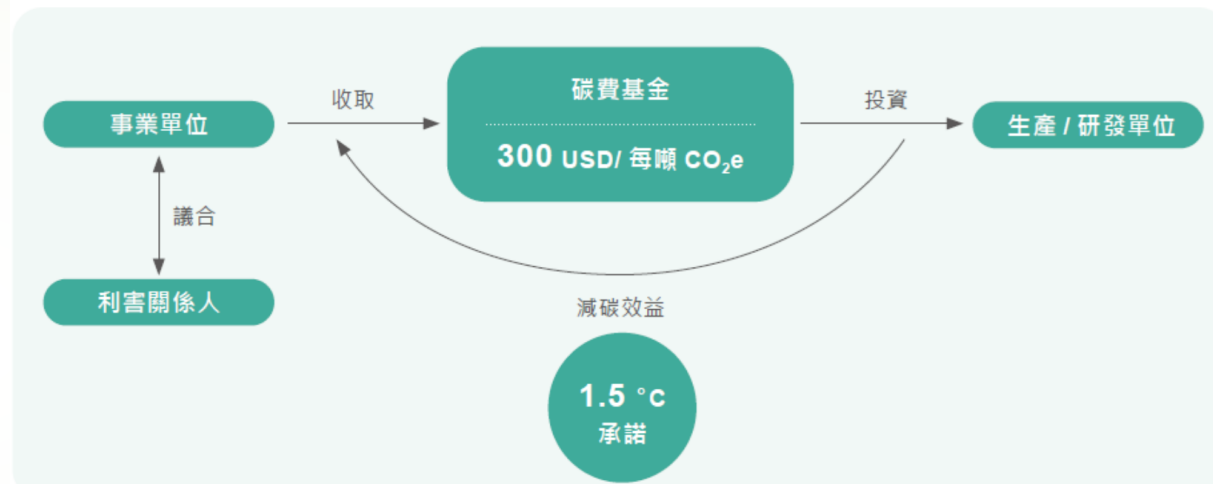 碳費基金
收取
投資
事業單位
300 USD/ 每噸 CO₂e
生產 / 研發單位
議合
利害關係人
減碳效益
1.5 °C
承諾